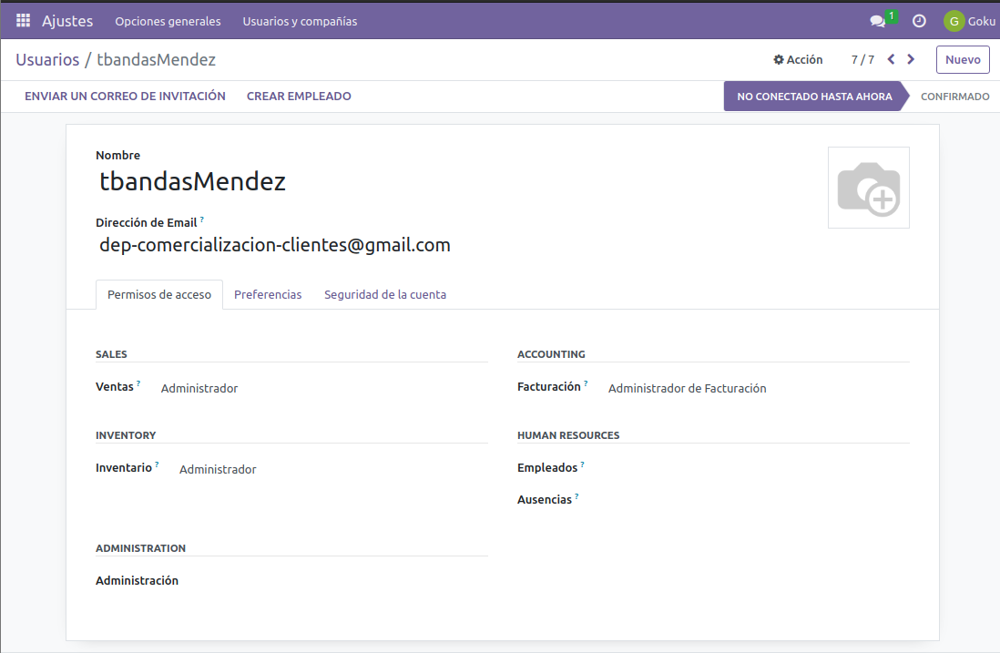 Ajustes Opciones generales Usuarios y compañías 1 G Goku
Usuarios / tbandasMendez Acción 7 / 7 Nuevo
ENVIAR UN CORREO DE INVITACIÓN CREAR EMPLEADO NO CONECTADO HASTA AHORA CONFIRMADO
Nombre
tbandasMendez
Dirección de Email ?
dep-comercializacion-clientes@gmail.com
Permisos de acceso Preferencias Seguridad de la cuenta
SALES
Ventas ? Administrador
ACCOUNTING
Facturación ? Administrador de Facturación
INVENTORY
Inventario ? Administrador
HUMAN RESOURCES
Empleados ?
Ausencias ?
ADMINISTRATION
Administración